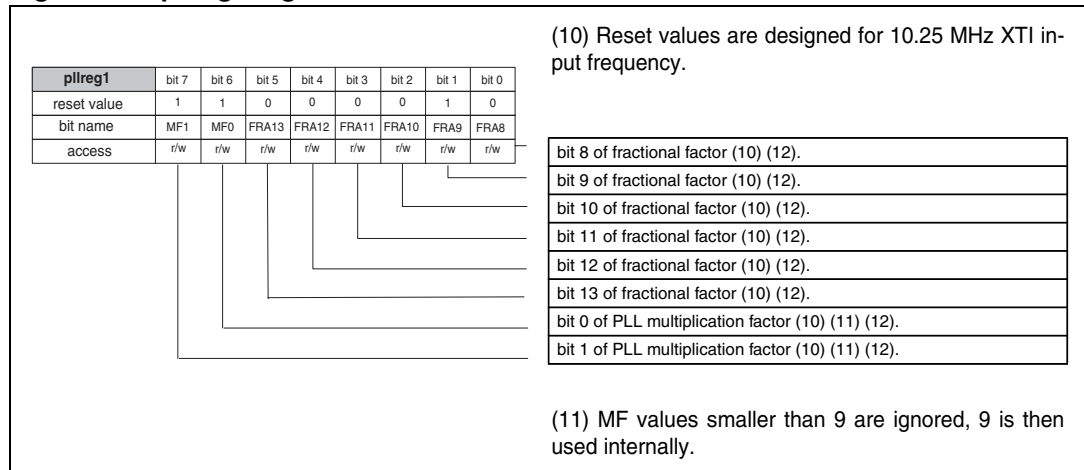 (10) Reset values are designed for 10.25 MHz XTI in-
put frequency.
pllreg1 bit 7 bit 6 bit 5 bit 4 bit 3 bit 2 bit 1 bit 0
reset value 1 1 0 0 0 0 1 0
bit name MF1 MF0 FRA13 FRA12 FRA11 FRA10 FRA9 FRA8
access r/w r/w r/w r/w r/w r/w r/w r/w
bit 8 of fractional factor (10) (12).
bit 9 of fractional factor (10) (12).
bit 10 of fractional factor (10) (12).
bit 11 of fractional factor (10) (12).
bit 12 of fractional factor (10) (12).
bit 13 of fractional factor (10) (12).
bit 0 of PLL multiplication factor (10) (11) (12).
bit 1 of PLL multiplication factor (10) (11) (12).
(11) MF values smaller than 9 are ignored, 9 is then
used internally.